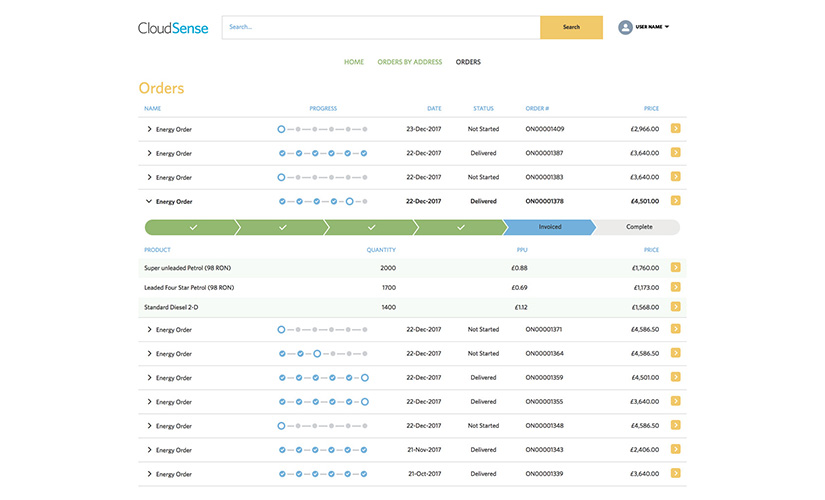 CloudSense Search... Search USER NAME
HOME ORDERS BY ADDRESS ORDERS
Orders
NAME PROGRESS DATE STATUS ORDER # PRICE
Energy Order 23-Dec-2017 Not Started ON00001409 £2,966.00
Energy Order 22-Dec-2017 Delivered ON00001387 £3,640.00
Energy Order 22-Dec-2017 Not Started ON00001383 £3,640.00
Energy Order 22-Dec-2017 Delivered ON00001378 £4,501.00
Invoiced Complete
PRODUCT QUANTITY PPU PRICE
Super unleaded Petrol (98 RON) 2000 £0.88 £1,760.00
Leaded Four Star Petrol (98 RON) 1700 £0.69 £1,173.00
Standard Diesel 2-D 1400 £1.12 £1,568.00
Energy Order 22-Dec-2017 Not Started ON00001371 £4,586.50
Energy Order 22-Dec-2017 Not Started ON00001364 £4,586.50
Energy Order 22-Dec-2017 Delivered ON00001359 £4,501.00
Energy Order 22-Dec-2017 Delivered ON00001355 £3,640.00
Energy Order 22-Dec-2017 Not Started ON00001348 £4,586.50
Energy Order 21-Nov-2017 Delivered ON00001343 £2,406.00
Energy Order 21-Oct-2017 Delivered ON00001339 £3,640.00